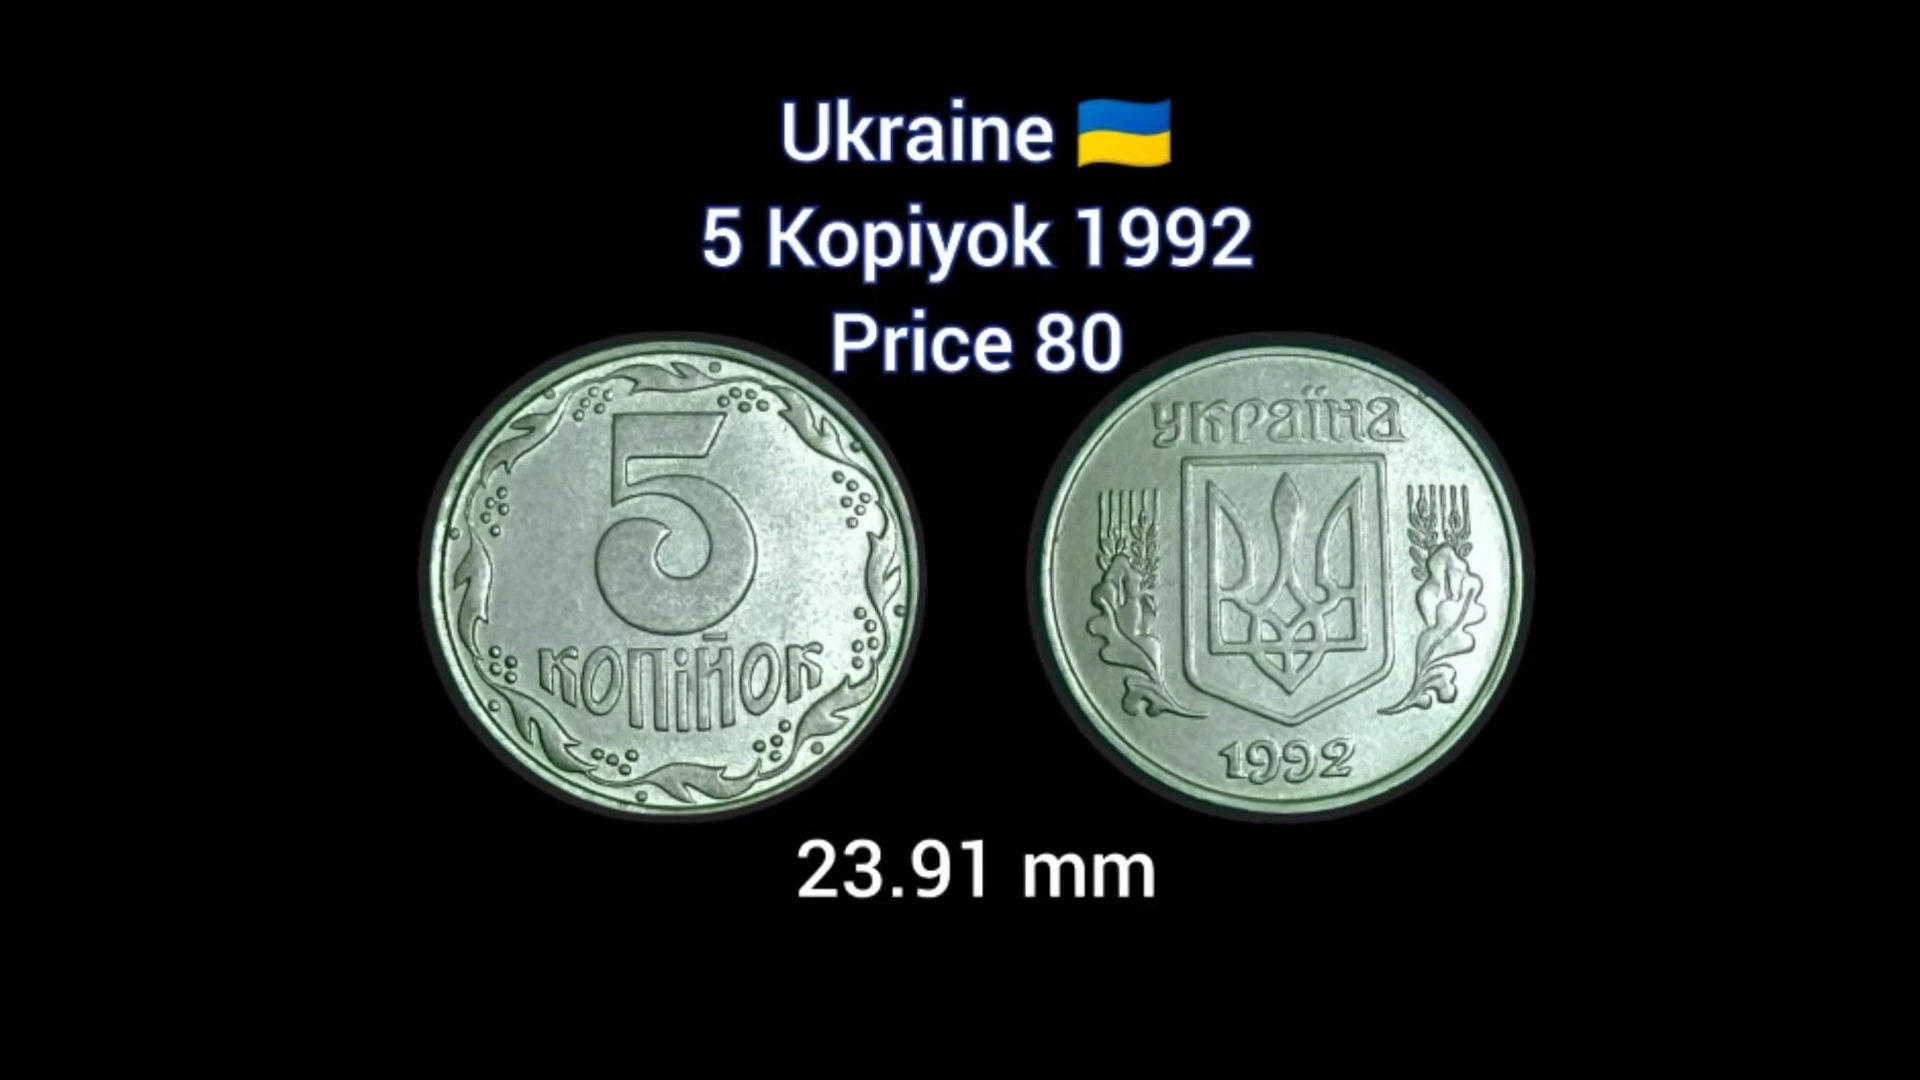 Ukraine 🇺🇦
5 Kopiyok 1992
Price 80
5
копійок
україна
1992
23.91 mm